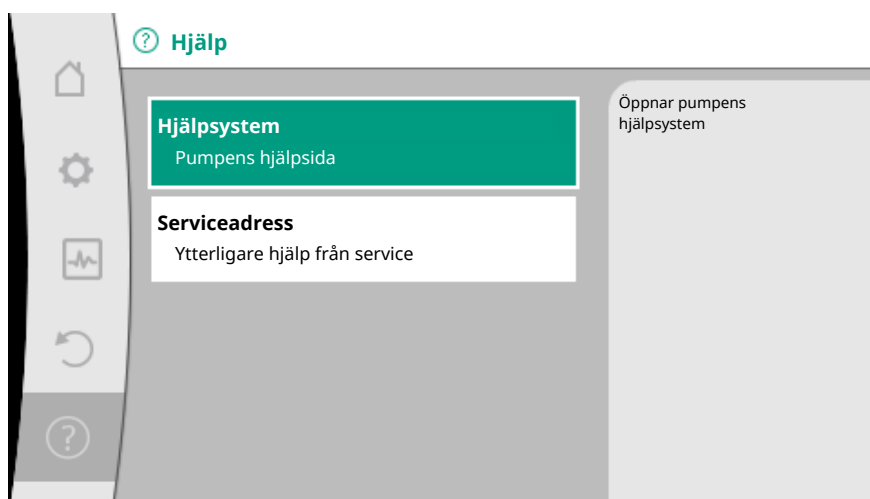 Hjälp
Hjälpsystem
Pumpens hjälpsida
Serviceadress
Ytterligare hjälp från service
Öppnar pumpens
hjälpsystem